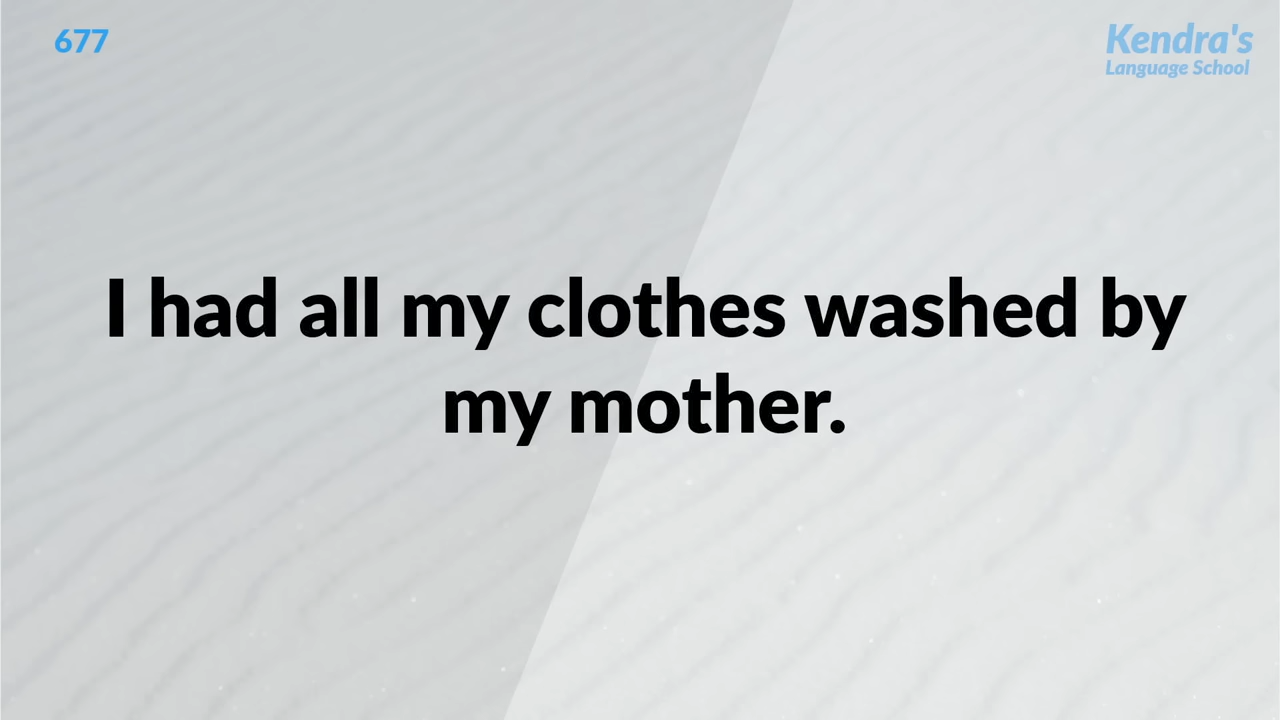 677
Kendra's
Language School
I had all my clothes washed by
my mother.